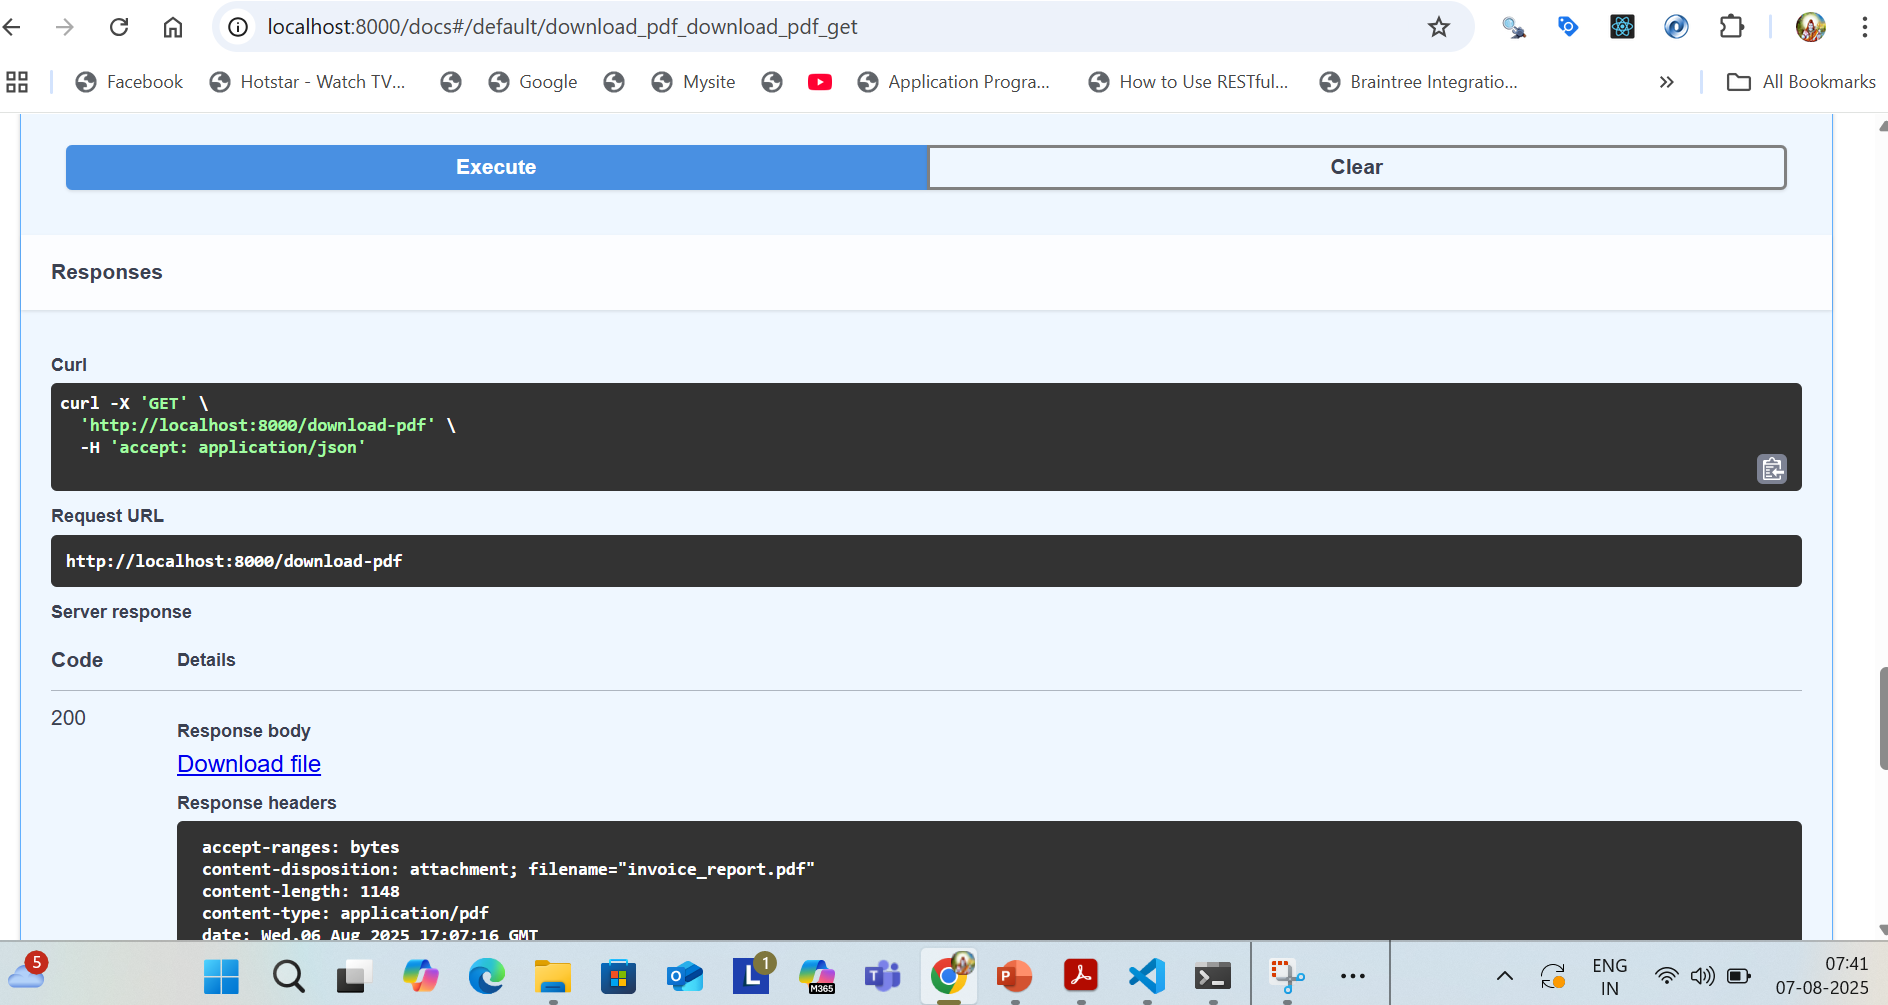 localhost:8000/docs#/default/download_pdf_download_pdf_get
Facebook
Hotstar - Watch TV...
Google
Mysite
Application Progra...
How to Use RESTful...
Braintree Integratio...
»
All Bookmarks
Execute
Clear
Responses
Curl
curl -X 'GET' \
'http://localhost:8000/download-pdf' \
-H 'accept: application/json'
Request URL
http://localhost:8000/download-pdf
Server response
Code Details
200
Response body
Download file
Response headers
accept-ranges: bytes
content-disposition: attachment; filename="invoice_report.pdf"
content-length: 1148
content-type: application/pdf
date: Wed,06 Aug 2025 17:07:16 GMT
5
L
1
M365
T
P
ENG
IN
07:41
07-08-2025